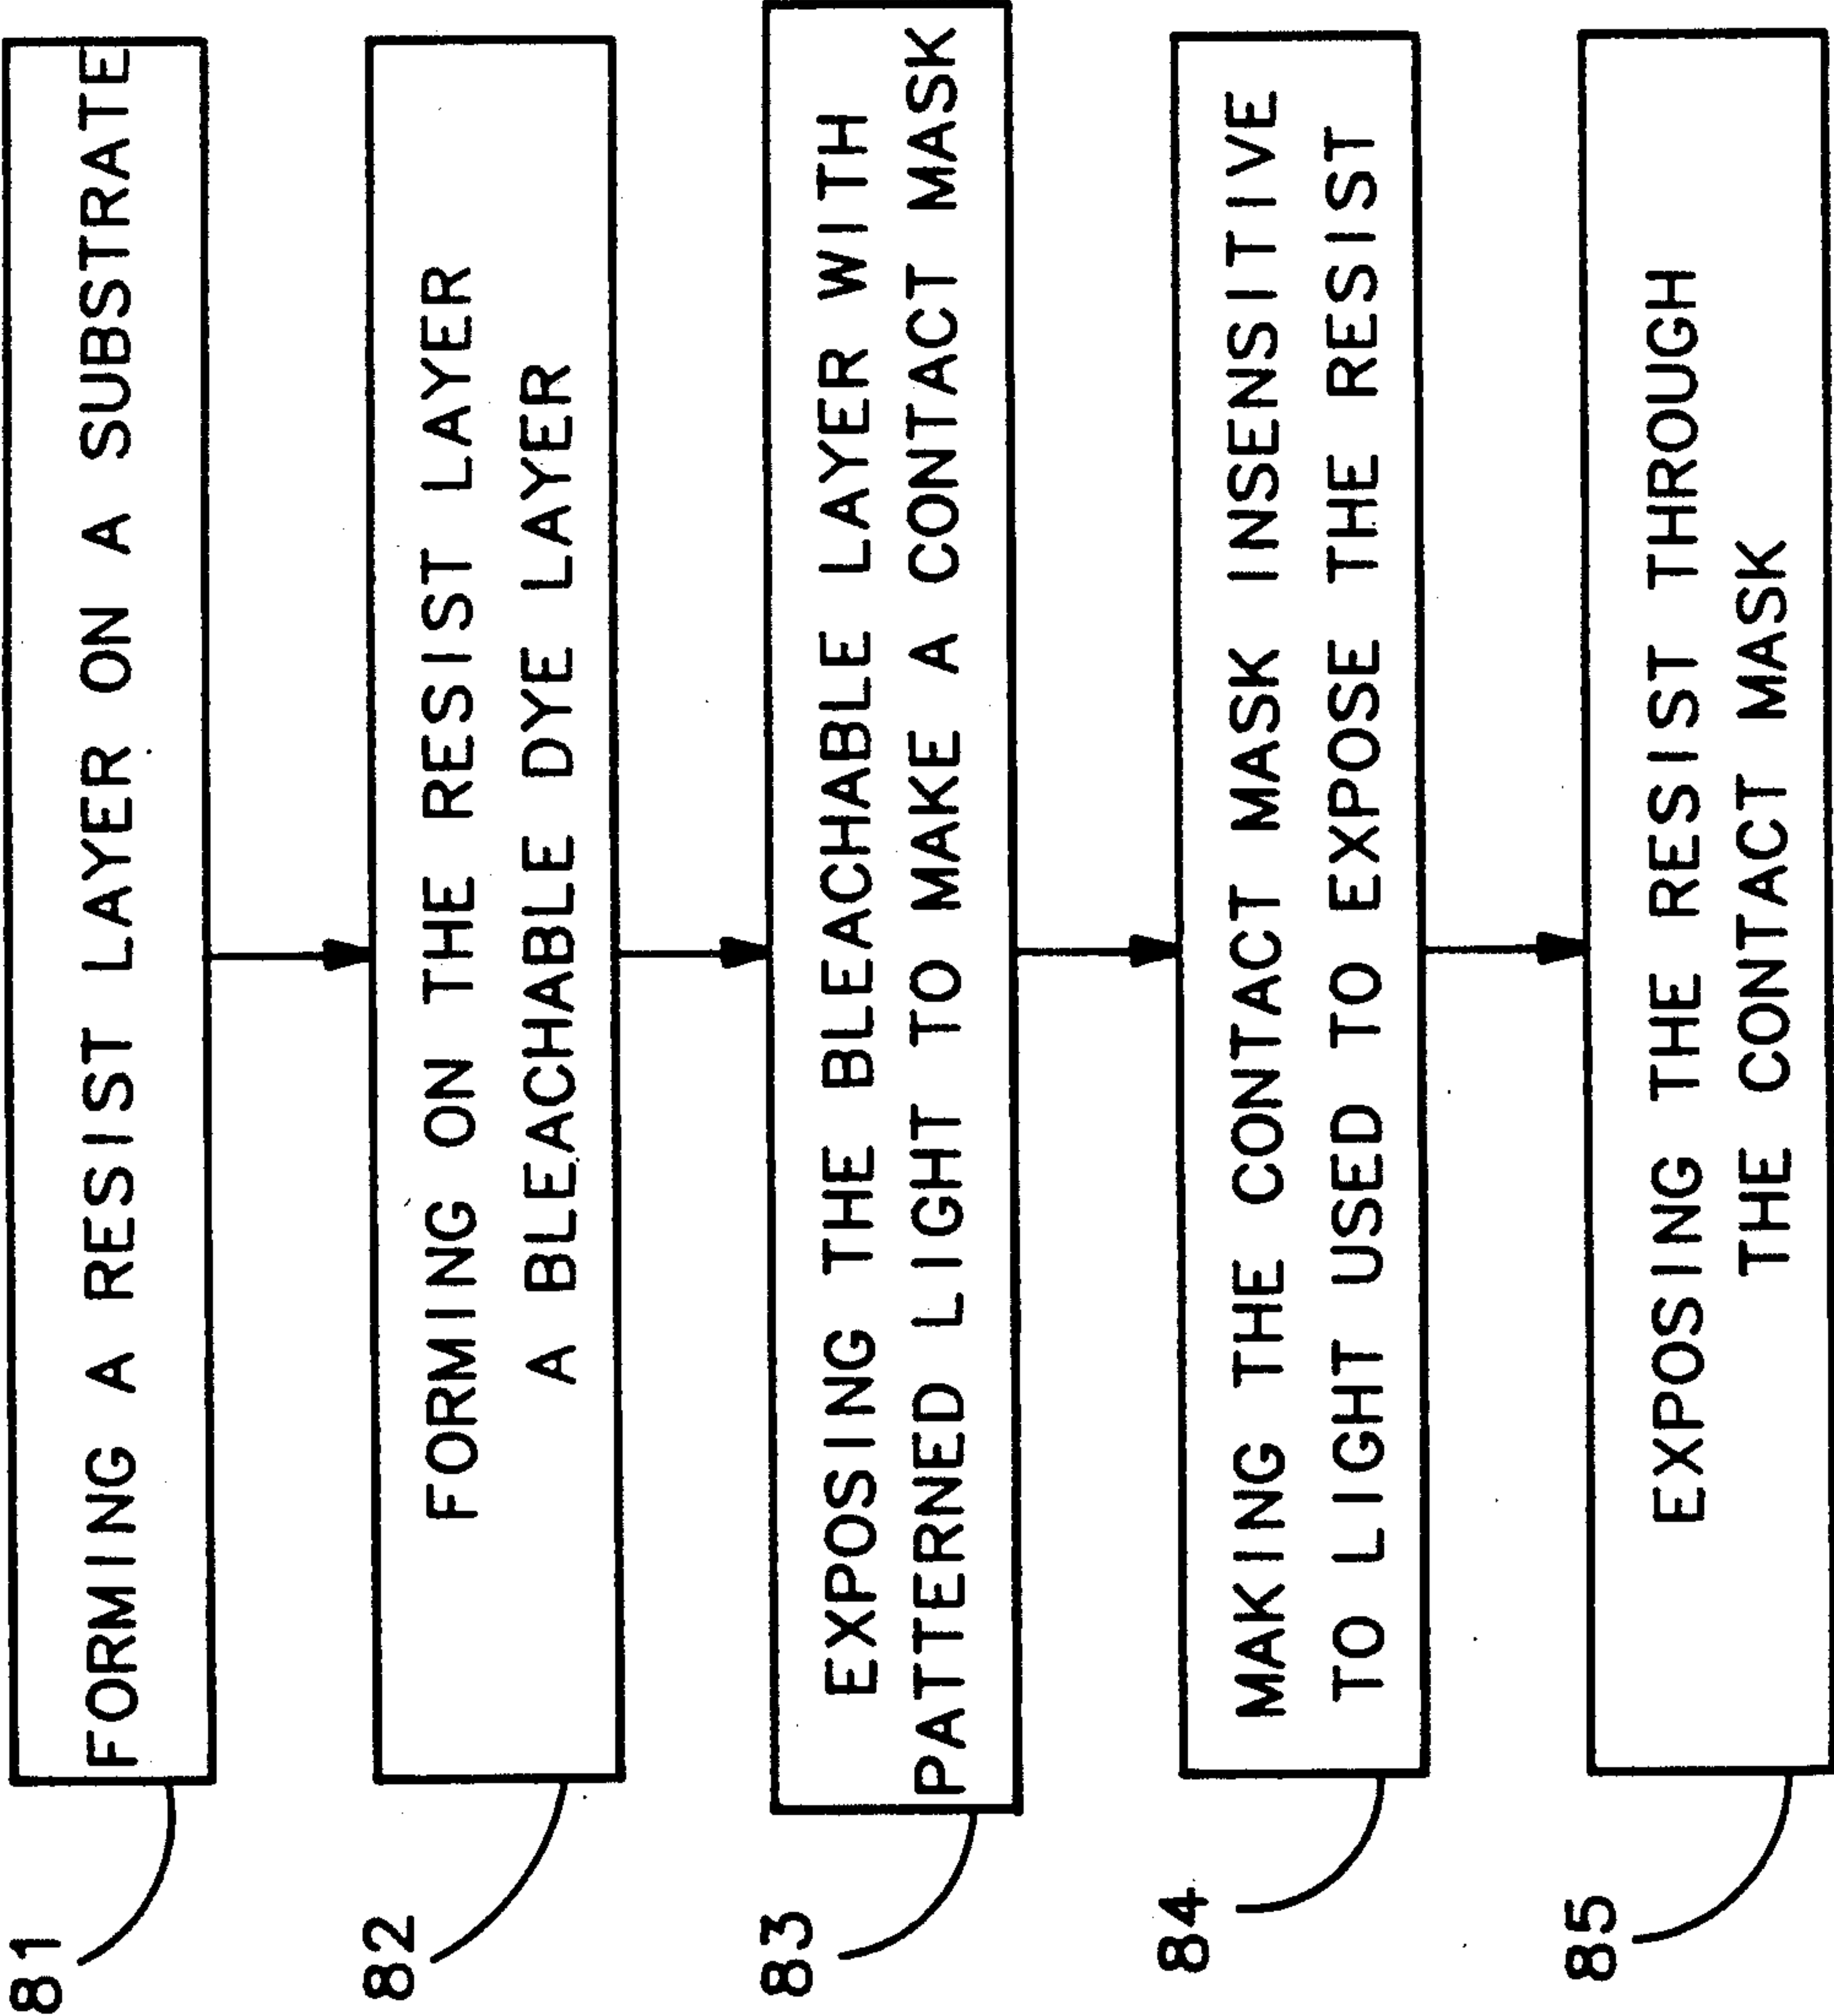 81
FORMING A RESIST LAYER ON A SUBSTRATE
82
FORMING ON THE RESIST LAYER
A BLEACHABLE DYE LAYER
83
EXPOSING THE BLEACHABLE LAYER WITH
PATTERNED LIGHT TO MAKE A CONTACT MASK
84
MAKING THE CONTACT MASK INSENSITIVE
TO LIGHT USED TO EXPOSE THE RESIST
85
EXPOSING THE RESIST THROUGH
THE CONTACT MASK